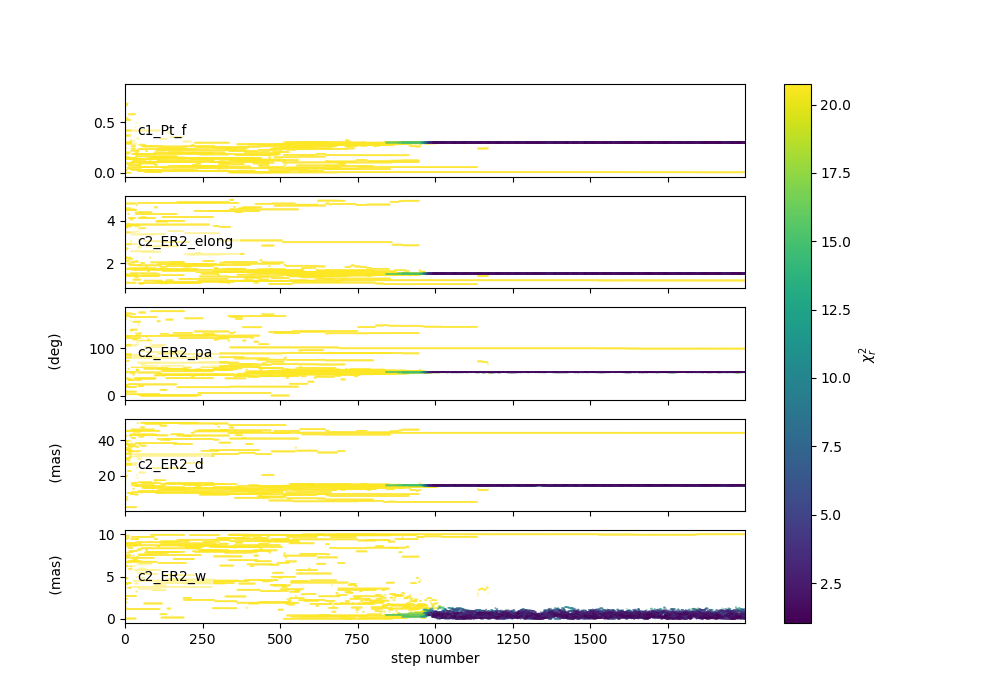 0.5
0.0
c1_Pt_f
4
2
c2_ER2_elong
(deg)
100
0
c2_ER2_pa
(mas)
40
20
c2_ER2_d
(mas)
10
5
0
c2_ER2_w
0 250 500 750 1000 1250 1500 1750
step number
20.0
17.5
15.0
12.5
10.0
7.5
5.0
2.5
χ²ᵣ